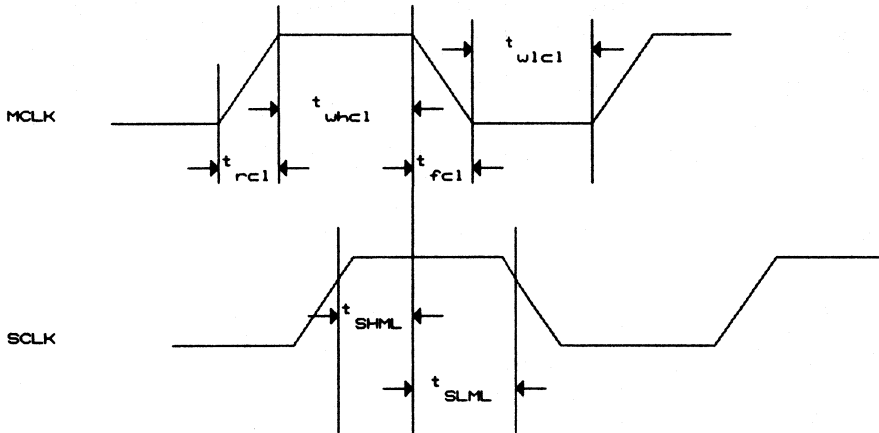 t wlcl
MCLK
t whcl
t rcl
t fcl
SCLK
t SHML
t SLML